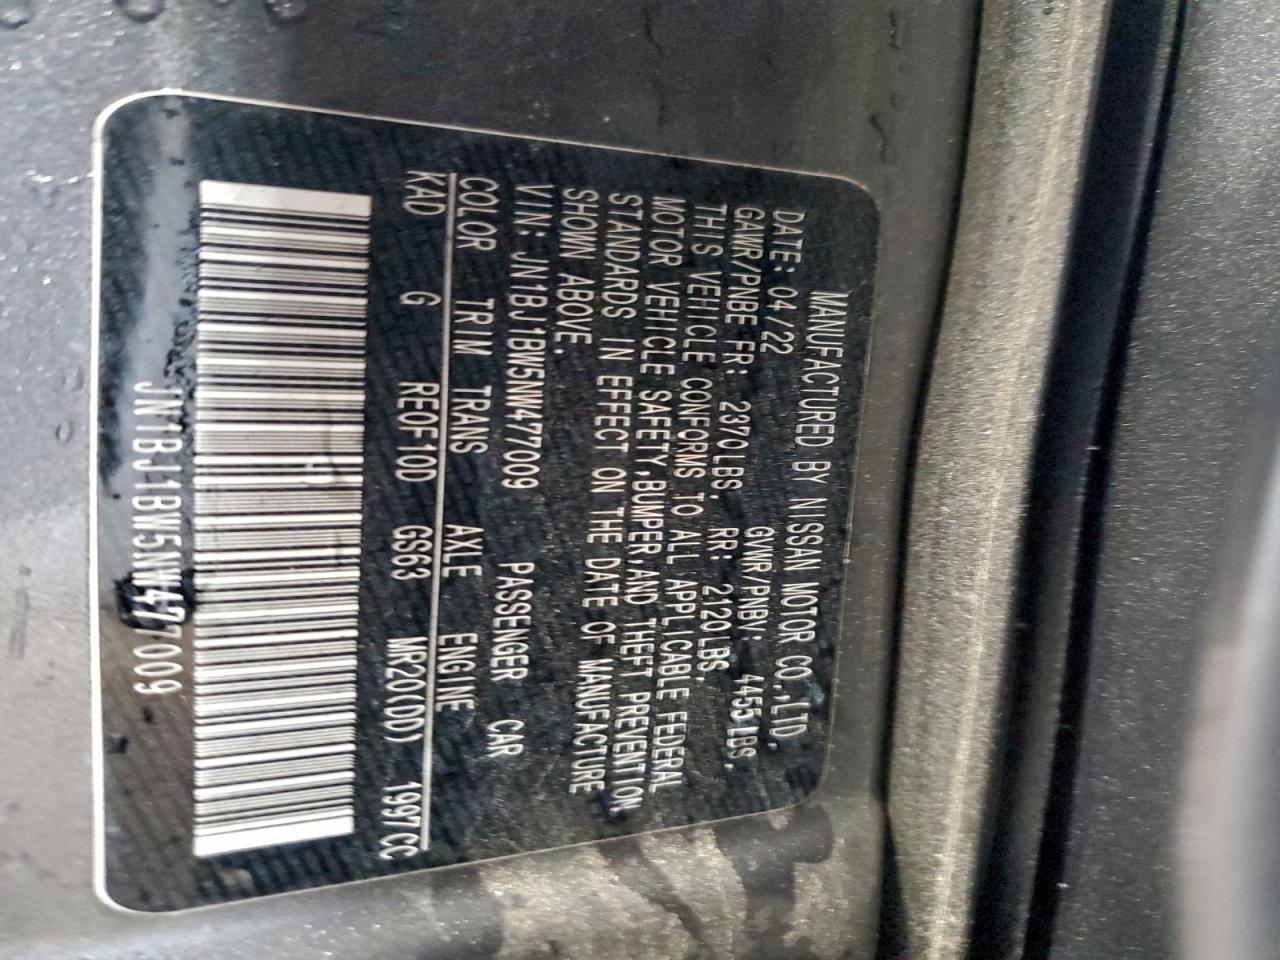 MANUFACTURED BY NISSAN MOTOR CO.,LTD.
DATE: 04/22 GVWR/PNBV: 4455LBS.
GAWR/PNBE FR: 2370LBS. RR: 2120LBS.
THIS VEHICLE CONFORMS TO ALL APPLICABLE FEDERAL
MOTOR VEHICLE SAFETY,BUMPER,AND THEFT PREVENTION
STANDARDS IN EFFECT ON THE DATE OF MANUFACTURE
SHOWN ABOVE.
VIN: JN1BJ1BW5NW477009 PASSENGER CAR
COLOR TRIM TRANS AXLE ENGINE
KAD G RE0F10D GS63 MR20(DD) 1997CC
JN1BJ1BW5NW477009